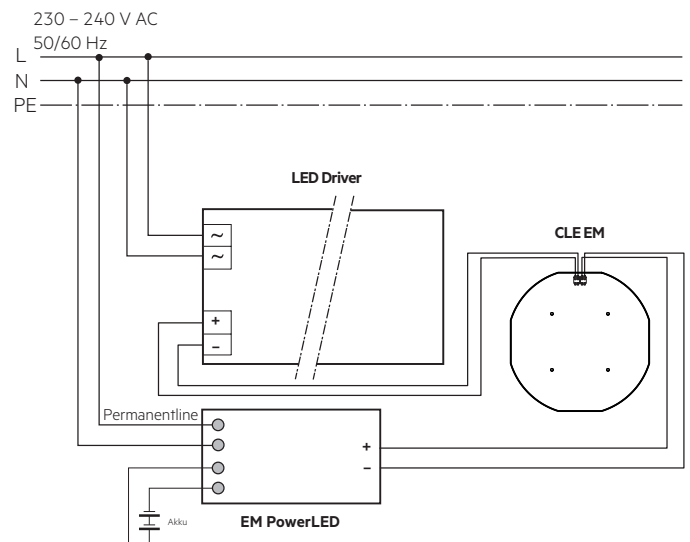 230 – 240 V AC
50/60 Hz
L
N
PE
LED Driver
CLE EM
~
~
+
–
Permanentline
+
–
Akku
EM PowerLED